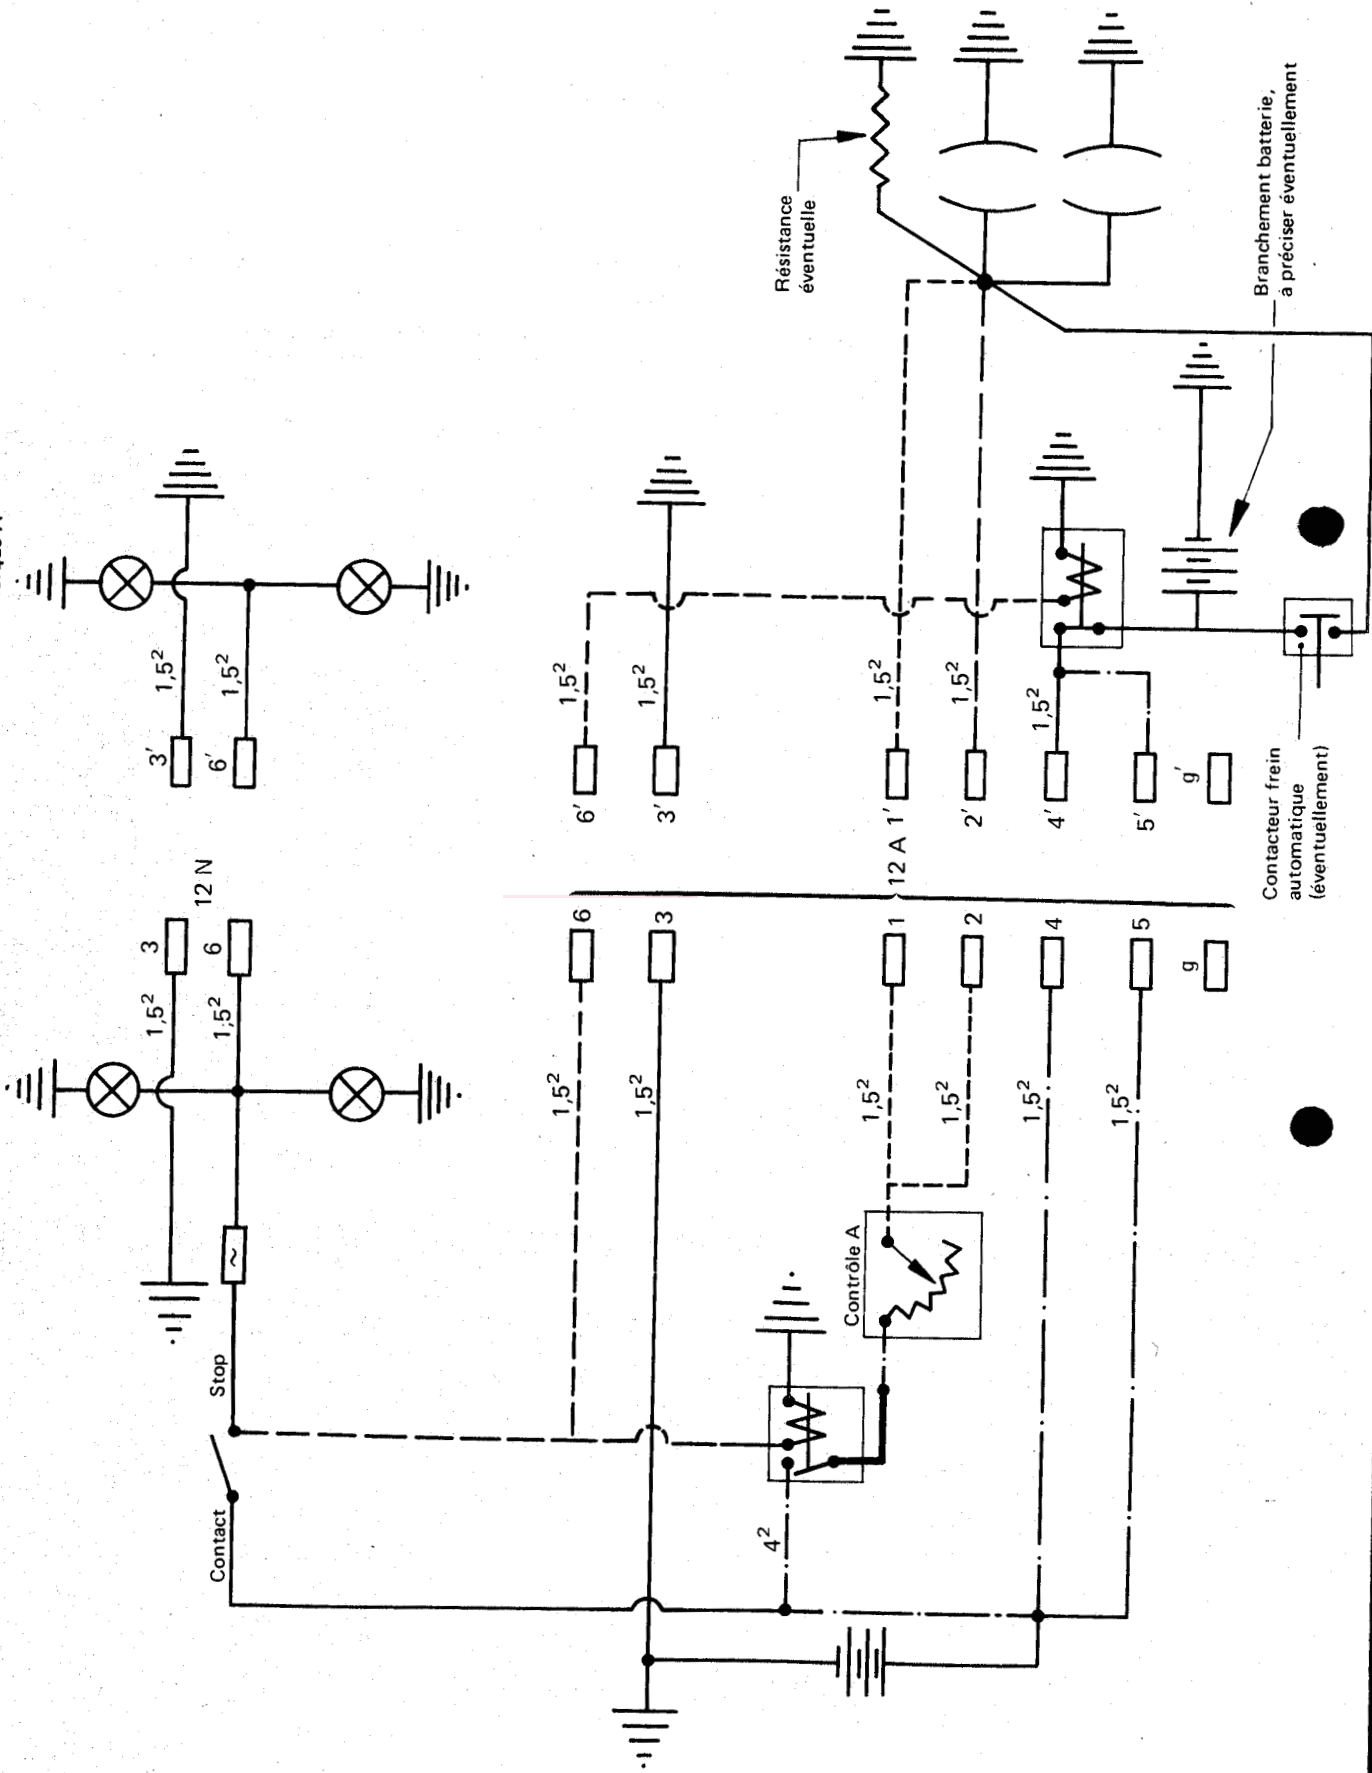 Contact
Stop
1,5²
3
3'
1,5²
1,5²
6
12 N
6'
1,5²
1,5²
6
6'
1,5²
1,5²
3
3'
1,5²
4²
Contrôle A
1,5²
1
12 A
1'
1,5²
1,5²
2
2'
1,5²
1,5²
4
4'
1,5²
1,5²
5
5'
g
g'
Résistance
éventuelle
Branchement batterie,
à préciser éventuellement
Contacteur frein
automatique
(éventuellement)